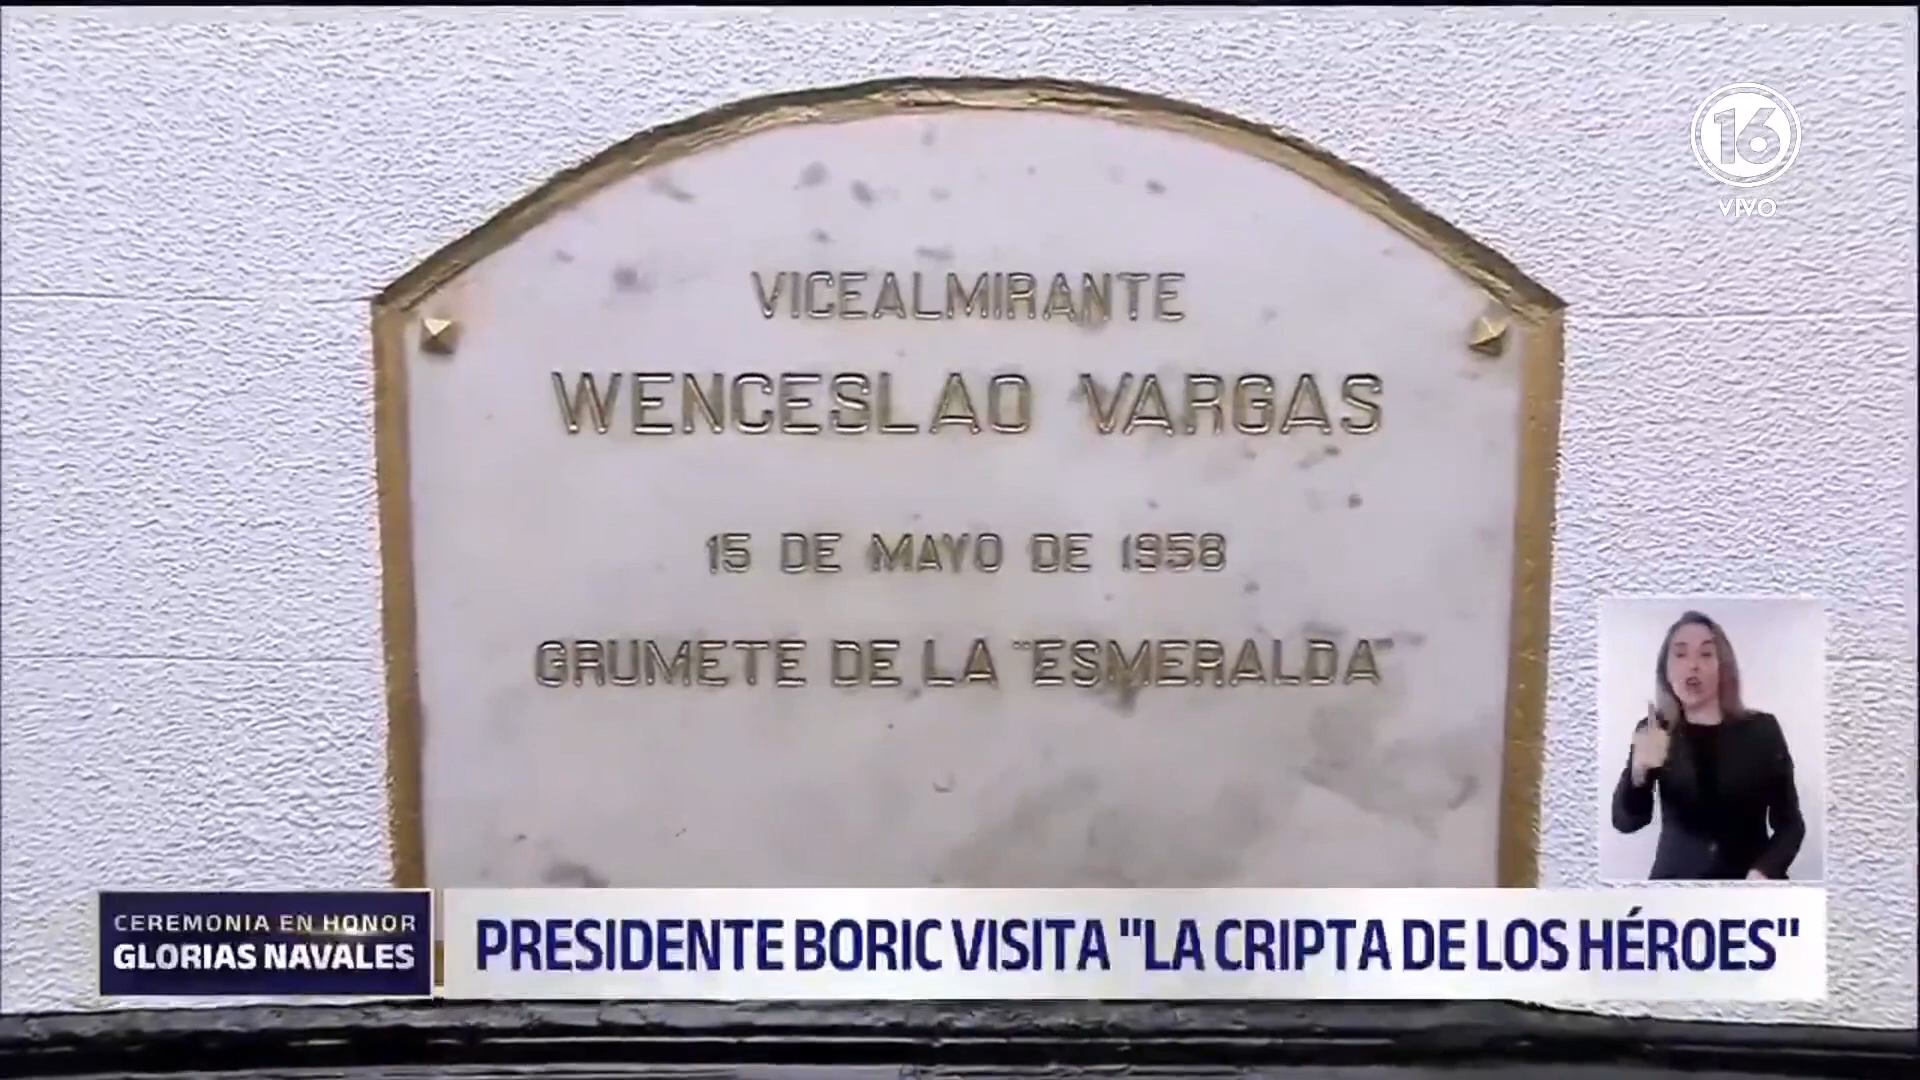 16
VIVO
VICEALMIRANTE
WENCESLAO VARGAS
15 DE MAYO DE 1958
GRUMETE DE LA "ESMERALDA"
CEREMONIA EN HONOR
GLORIAS NAVALES
PRESIDENTE BORIC VISITA "LA CRIPTA DE LOS HÉROES"